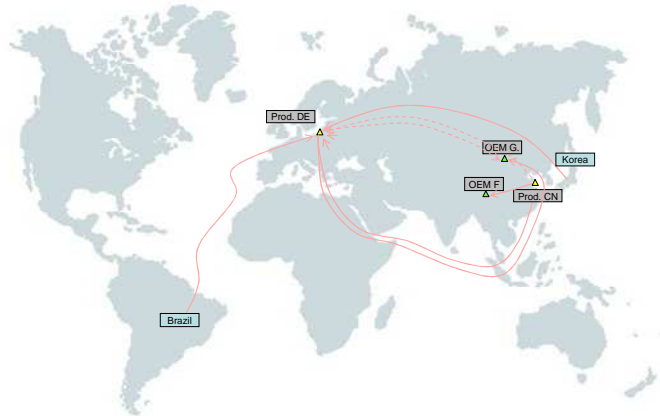 Prod. DE
OEM G.
Korea
OEM F
Prod. CN
Brazil